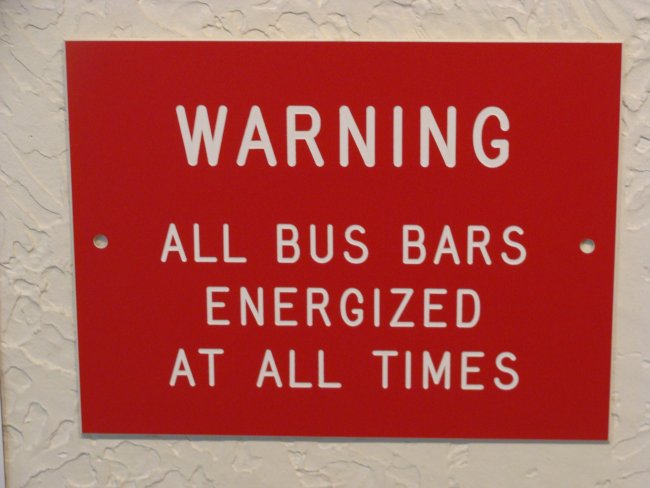 WARNING
ALL BUS BARS
ENERGIZED
AT ALL TIMES